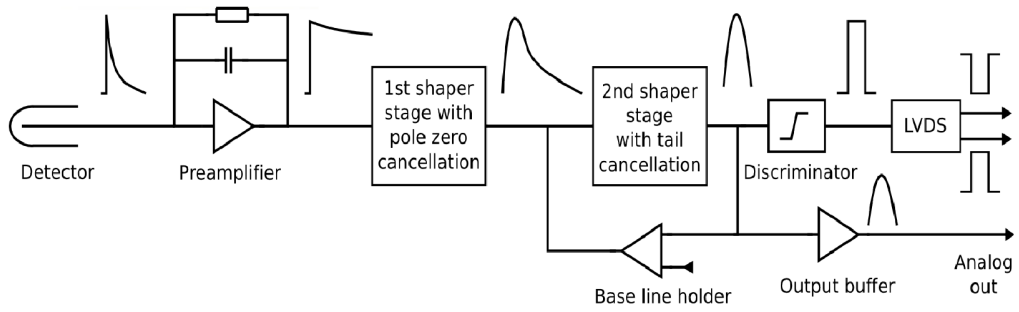 Detector
Preamplifier
1st shaper
stage with
pole zero
cancellation
2nd shaper
stage
with tail
cancellation
Discriminator
LVDS
Base line holder
Output buffer
Analog
out